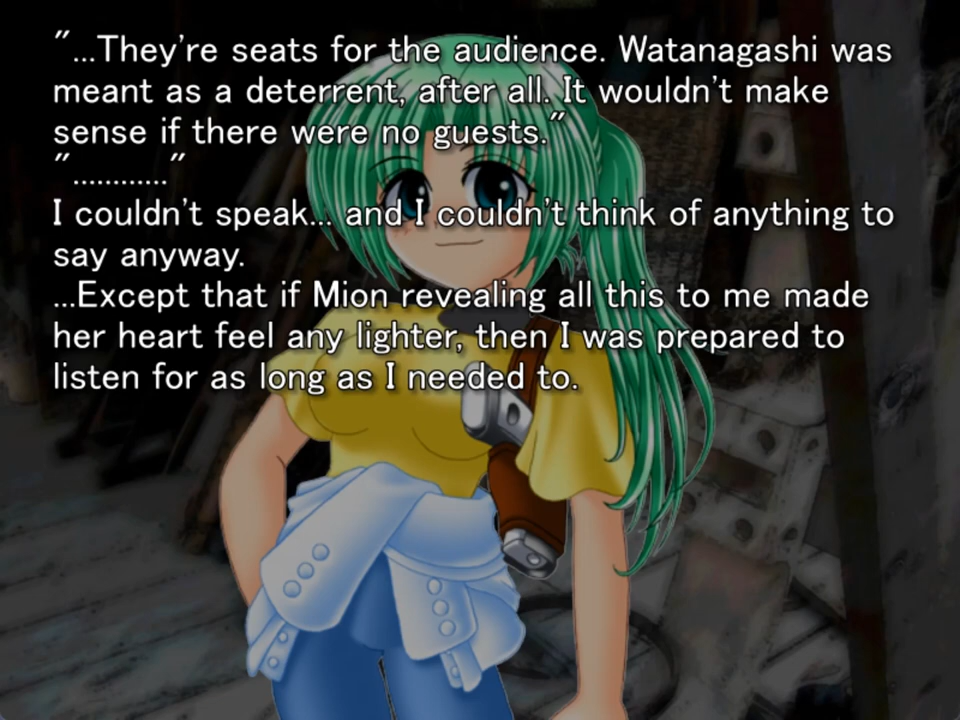 "...They're seats for the audience. Watanagashi was
meant as a deterrent, after all. It wouldn't make
sense if there were no guests."
"............"
I couldn't speak... and I couldn't think of anything to
say anyway.
...Except that if Mion revealing all this to me made
her heart feel any lighter, then I was prepared to
listen for as long as I needed to.